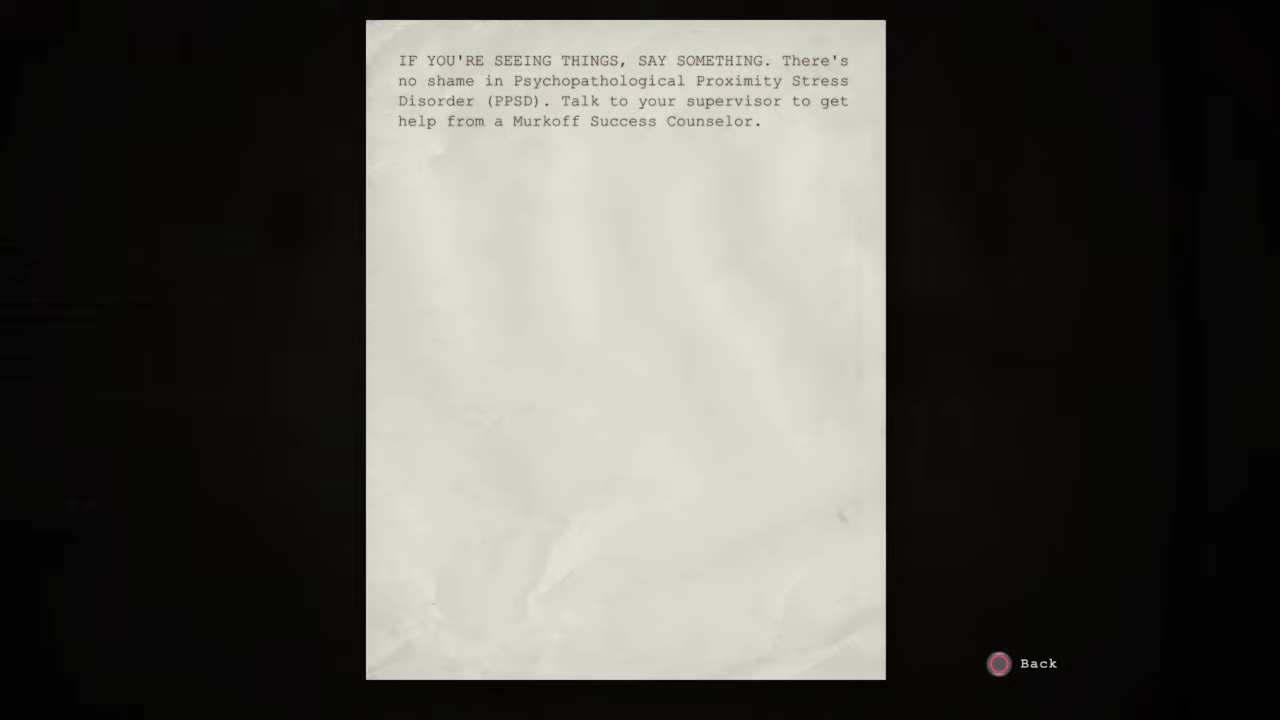 IF YOU'RE SEEING THINGS, SAY SOMETHING. There's
no shame in Psychopathological Proximity Stress
Disorder (PPSD). Talk to your supervisor to get
help from a Murkoff Success Counselor.
Back